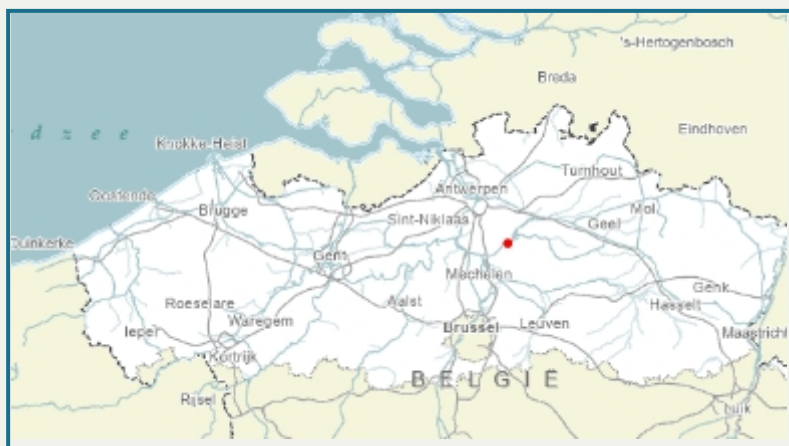 's-Hertogenbosch
Breda
dzee
Eindhoven
Knokke-Heist
Turnhout
Antwerpen
Oostende
Mol
Brugge
Sint-Niklaas
Geel
Duinkerke
Gent
Mechelen
Genk
Roeselare
Aalst
Hasselt
Waregem
Brussel
Leuven
Ieper
Maastricht
Kortrijk
BELGIË
Rijsel
Luik